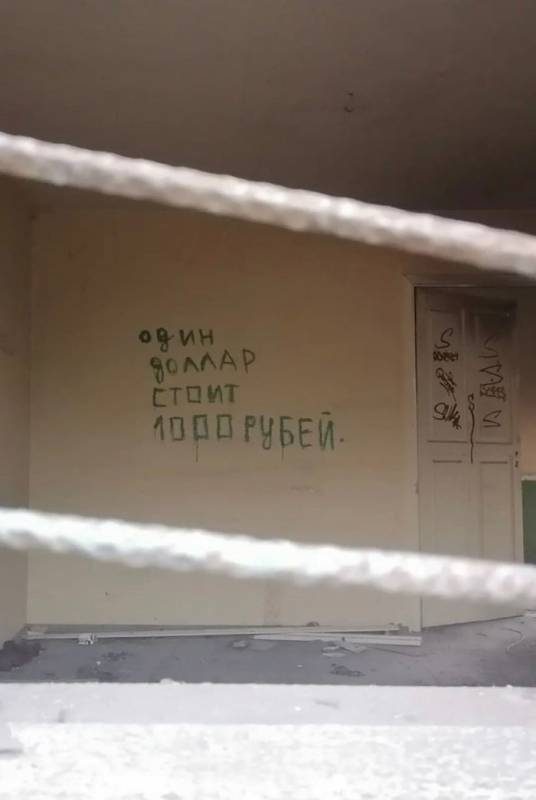 один
доллар
стоит
1000 рубей.